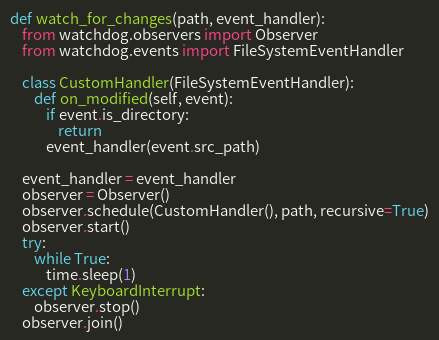 def watch_for_changes(path, event_handler):
from watchdog.observers import Observer
from watchdog.events import FileSystemEventHandler
class CustomHandler(FileSystemEventHandler):
def on_modified(self, event):
if event.is_directory:
return
event_handler(event.src_path)
event_handler = event_handler
observer = Observer()
observer.schedule(CustomHandler(), path, recursive=True)
observer.start()
try:
while True:
time.sleep(1)
except KeyboardInterrupt:
observer.stop()
observer.join()